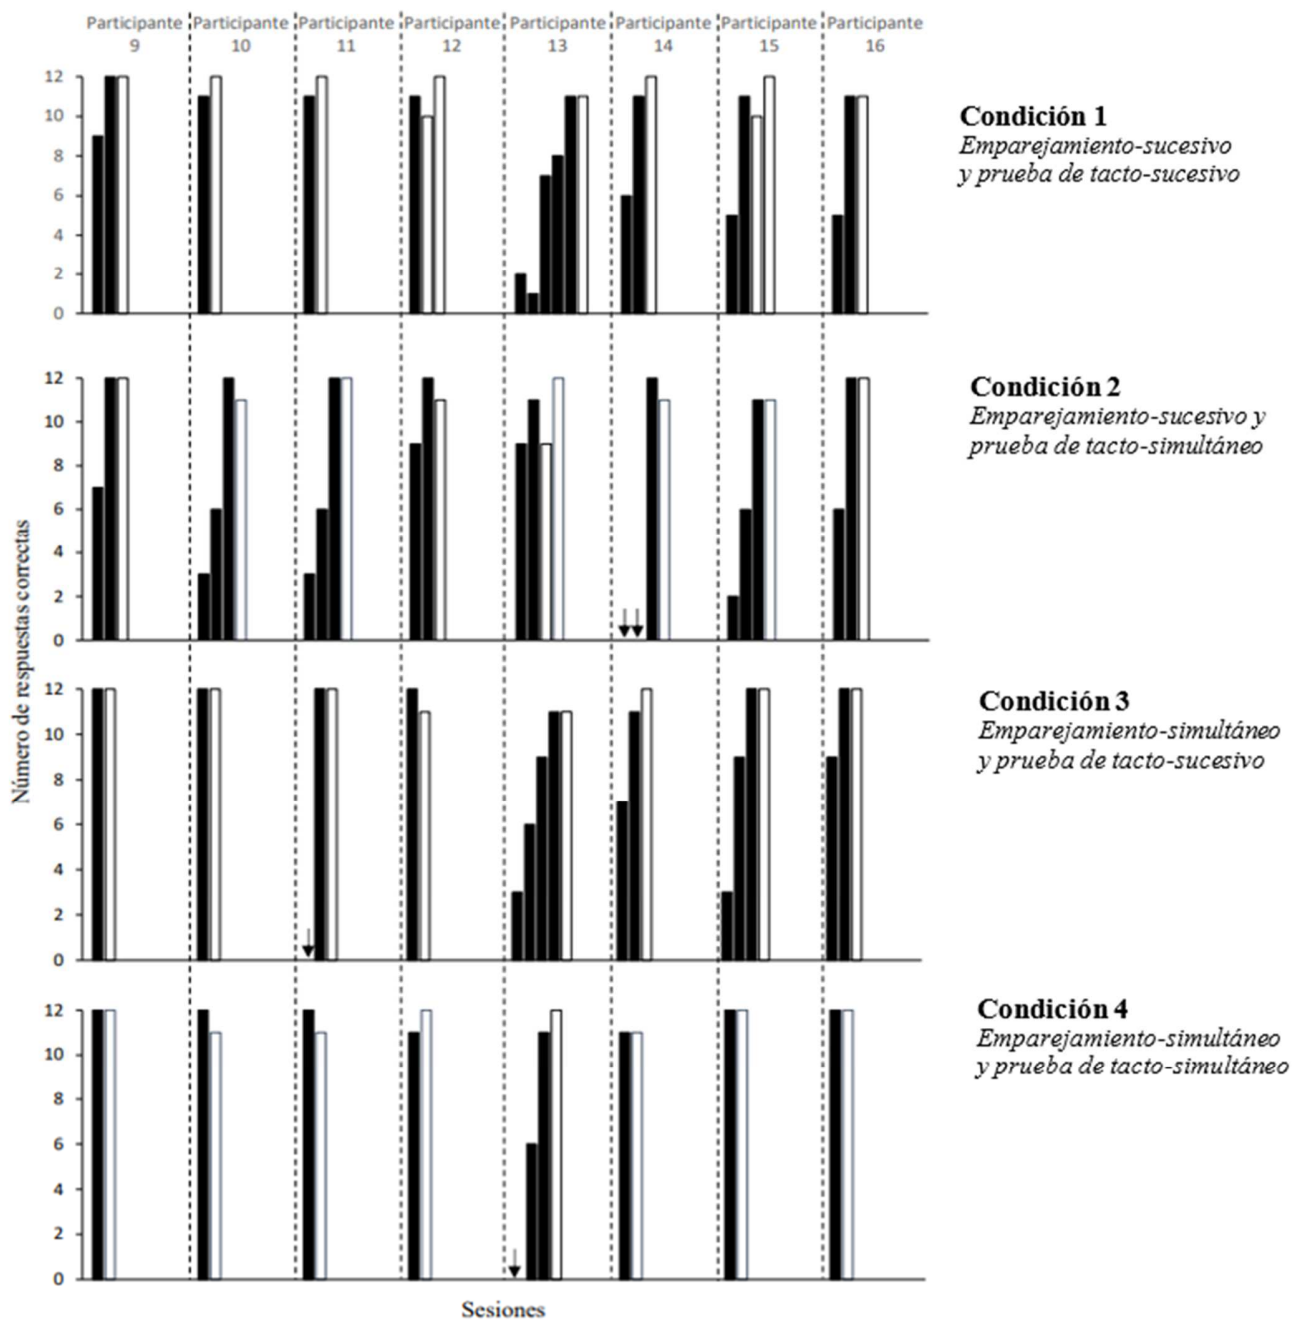 Participante Participante Participante Participante Participante Participante Participante Participante
9 10 11 12 13 14 15 16
12
10
8
6
4
2
0
Condición 1
Emparejamiento-sucesivo
y prueba de tacto-sucesivo
12
10
8
6
4
2
0
Condición 2
Emparejamiento-sucesivo y
prueba de tacto-simultáneo
Número de respuestas correctas
12
10
8
6
4
2
0
Condición 3
Emparejamiento-simultáneo
y prueba de tacto-sucesivo
12
10
8
6
4
2
0
Condición 4
Emparejamiento-simultáneo
y prueba de tacto-simultáneo
Sesiones